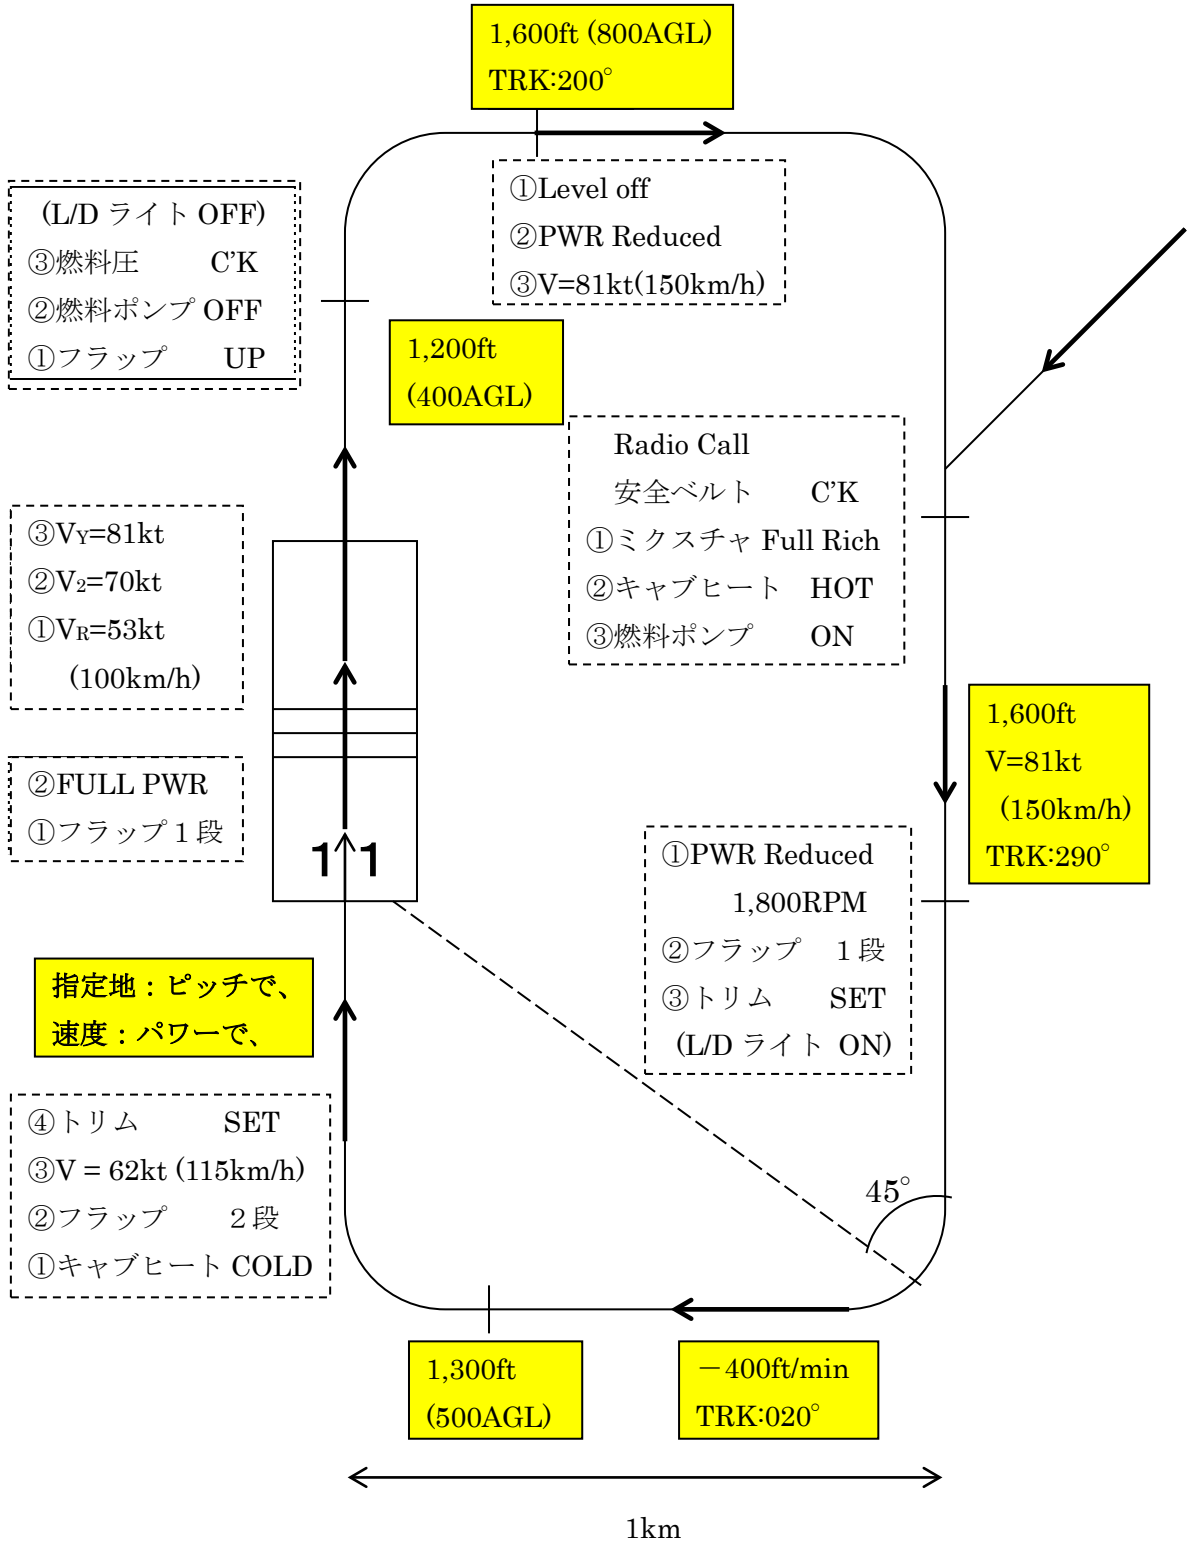 1,600ft (800AGL)
TRK:200°
①Level off
②PWR Reduced
③V=81kt(150km/h)
(L/D ライト OFF)
③燃料圧 C'K
②燃料ポンプ OFF
①フラップ UP
1,200ft
(400AGL)
Radio Call
安全ベルト C'K
①ミクスチャ Full Rich
②キャブヒート HOT
③燃料ポンプ ON
③VY=81kt
②V2=70kt
①VR=53kt
(100km/h)
1,600ft
V=81kt
(150km/h)
TRK:290°
②FULL PWR
①フラップ１段
11
①PWR Reduced
1,800RPM
②フラップ １段
③トリム SET
(L/D ライト ON)
指定地：ピッチで、
速度：パワーで、
④トリム SET
③V = 62kt (115km/h)
②フラップ ２段
①キャブヒート COLD
45°
1,300ft
(500AGL)
－400ft/min
TRK:020°
1km